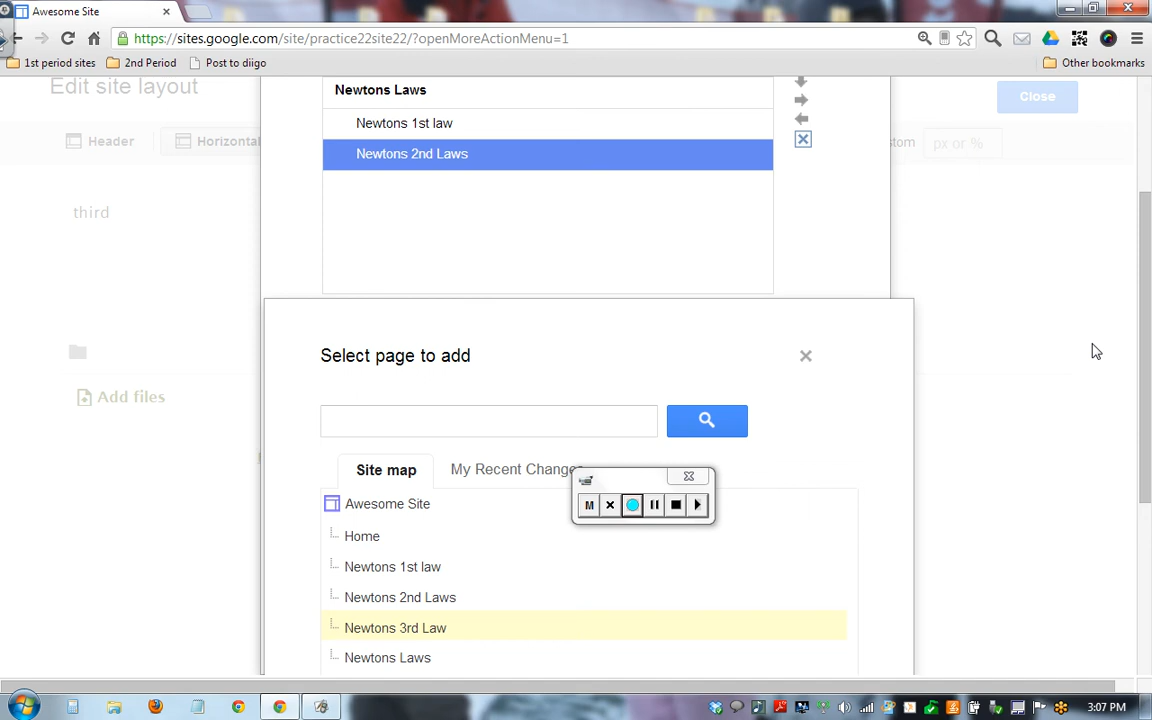 Awesome Site
https://sites.google.com/site/practice22site22/?openMoreActionMenu=1
1st period sites
2nd Period
Post to diigo
Other bookmarks
Edit site layout
Newtons Laws
Close
Header
Horizontal
Newtons 1st law
stom
px or %
Newtons 2nd Laws
third
Select page to add
Add files
Site map
My Recent Changes
M
Awesome Site
Home
Newtons 1st law
Newtons 2nd Laws
Newtons 3rd Law
Newtons Laws
3:07 PM